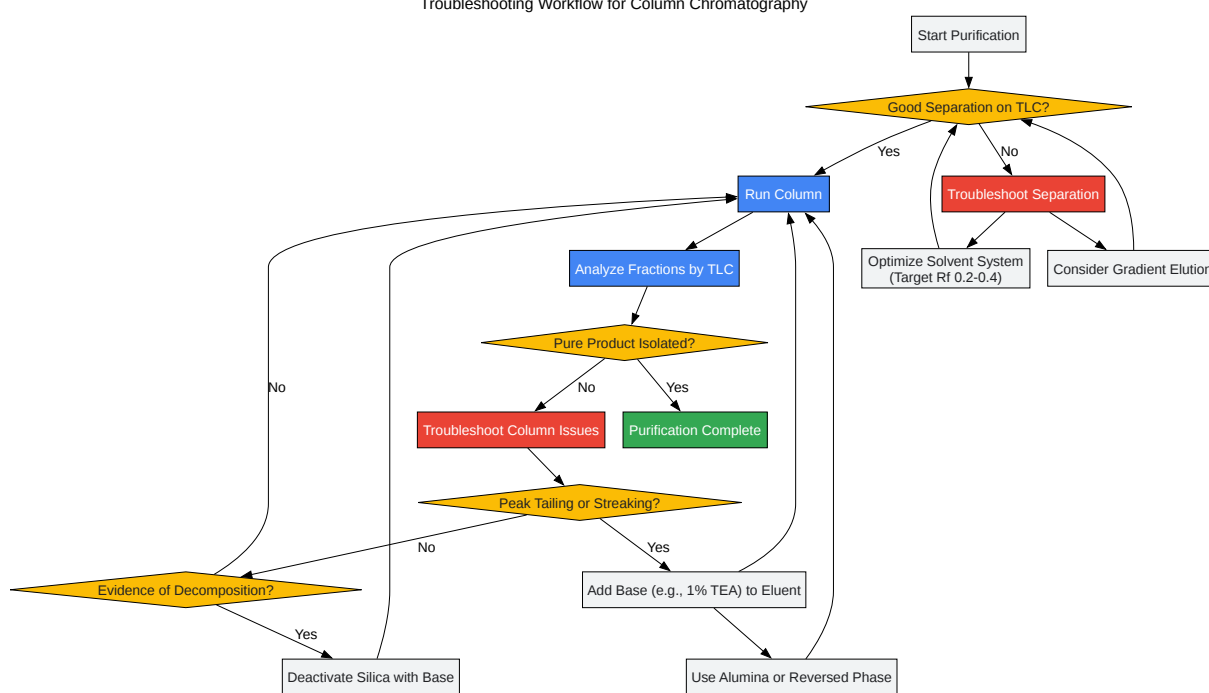 Troubleshooting Workflow for Column Chromatography
Start Purification
Good Separation on TLC?
Yes
No
Run Column
Troubleshoot Separation
Analyze Fractions by TLC
Optimize Solvent System
(Target Rf 0.2-0.4)
Consider Gradient Elution
Pure Product Isolated?
No
No
Yes
Troubleshoot Column Issues
Purification Complete
Peak Tailing or Streaking?
No
Yes
Evidence of Decomposition?
Add Base (e.g., 1% TEA) to Eluent
Yes
Deactivate Silica with Base
Use Alumina or Reversed Phase